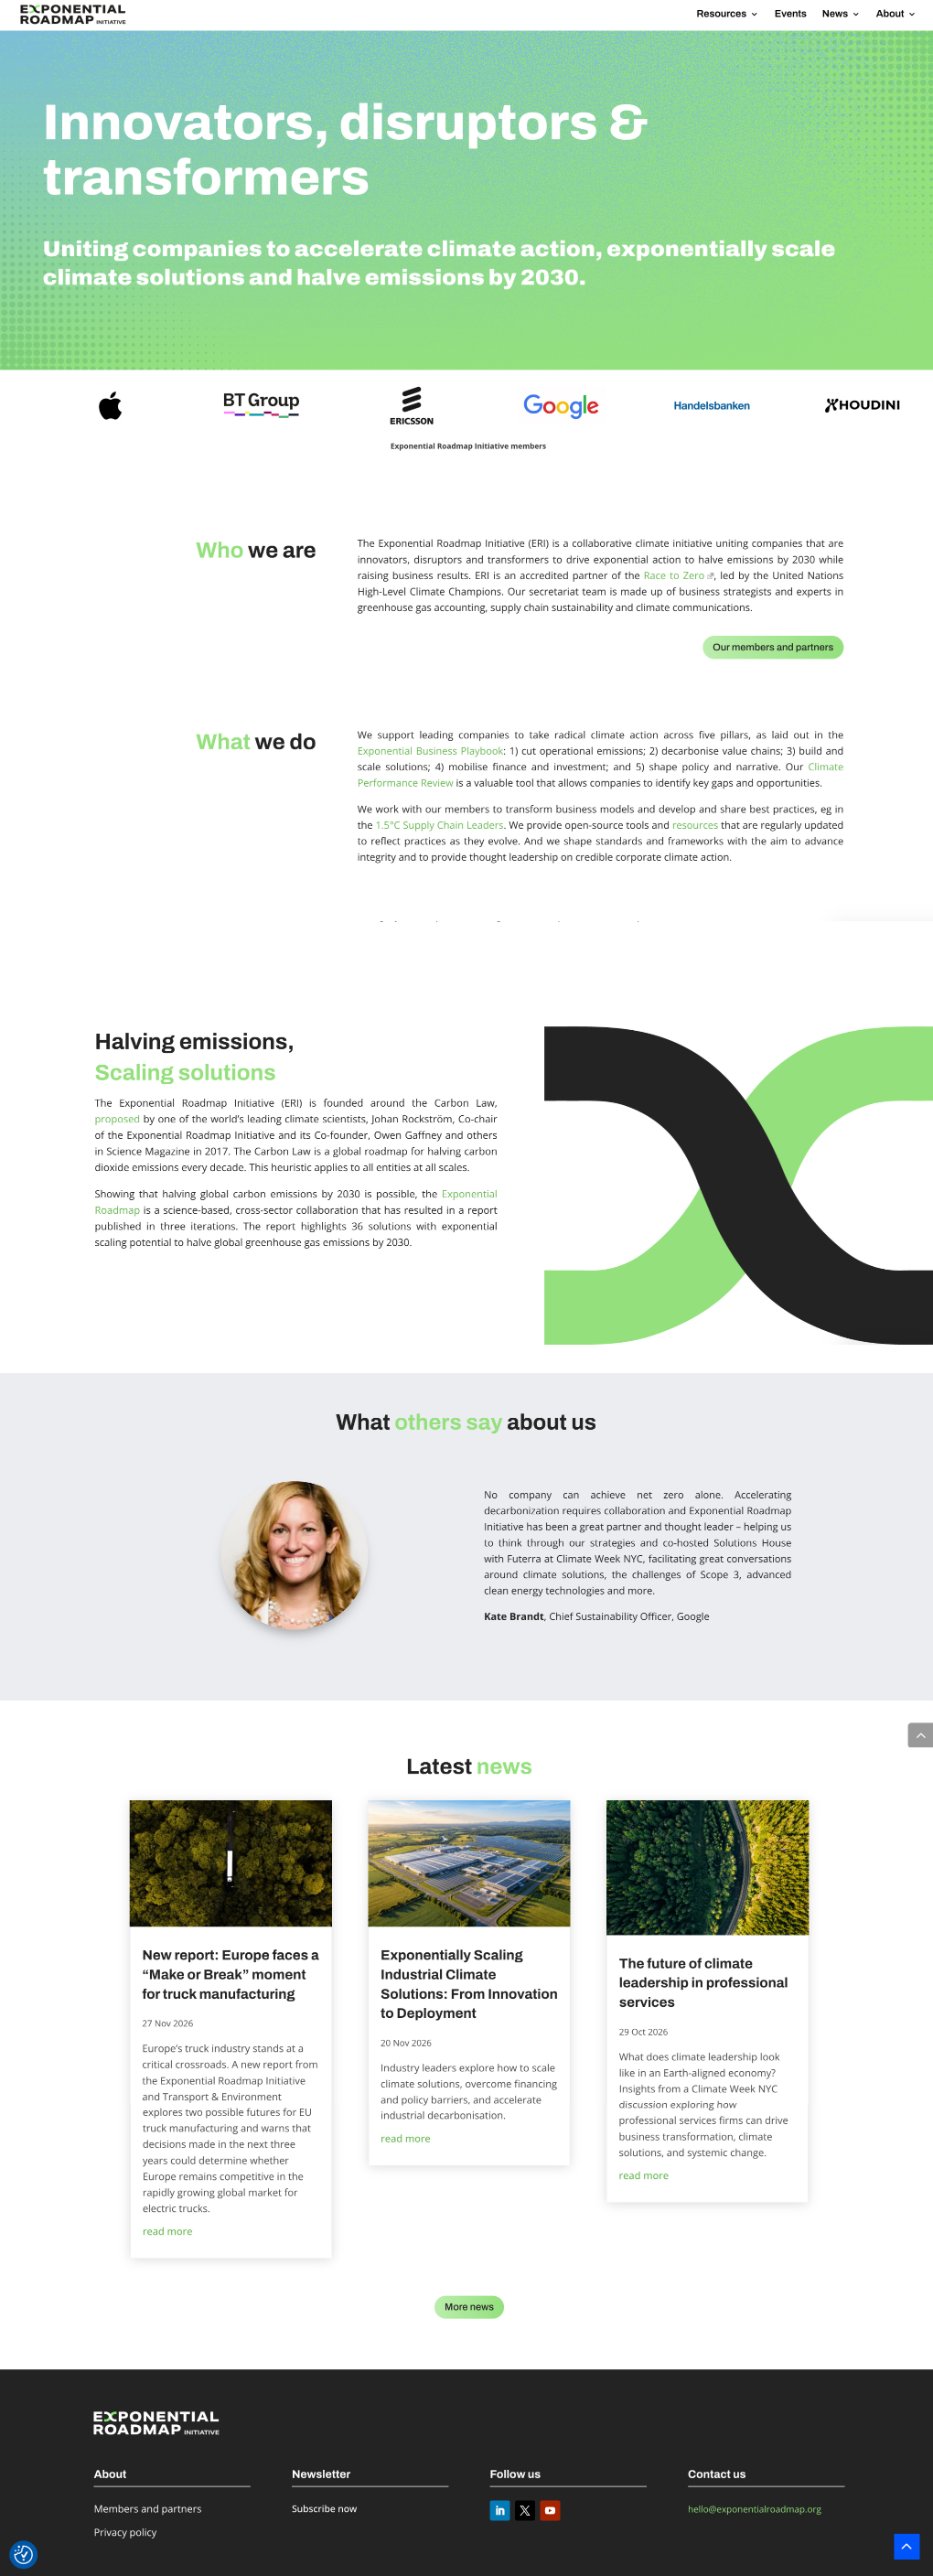 EXPONENTIAL
ROADMAP INITIATIVE
Resources
Events
News
About
Innovators, disruptors &
transformers
Uniting companies to accelerate climate action, exponentially scale
climate solutions and halve emissions by 2030.
BT Group
ERICSSON
Google
Handelsbanken
HOUDINI
Exponential Roadmap Initiative members
Who we are
The Exponential Roadmap Initiative (ERI) is a collaborative climate initiative uniting companies that are
innovators, disruptors and transformers to drive exponential action to halve emissions by 2030 while
raising business results. ERI is an accredited partner of the Race to Zero, led by the United Nations
High-Level Climate Champions. Our secretariat team is made up of business strategists and experts in
greenhouse gas accounting, supply chain sustainability and climate communications.
Our members and partners
What we do
We support leading companies to take radical climate action across five pillars, as laid out in the
Exponential Business Playbook: 1) cut operational emissions; 2) decarbonise value chains; 3) build and
scale solutions; 4) mobilise finance and investment; and 5) shape policy and narrative. Our Climate
Performance Review is a valuable tool that allows companies to identify key gaps and opportunities.
We work with our members to transform business models and develop and share best practices, eg in
the 1.5°C Supply Chain Leaders. We provide open-source tools and resources that are regularly updated
to reflect practices as they evolve. And we shape standards and frameworks with the aim to advance
integrity and to provide thought leadership on credible corporate climate action.
Halving emissions,
Scaling solutions
The Exponential Roadmap Initiative (ERI) is founded around the Carbon Law,
proposed by one of the world's leading climate scientists, Johan Rockström, Co-chair
of the Exponential Roadmap Initiative and its Co-founder, Owen Gaffney and others
in Science Magazine in 2017. The Carbon Law is a global roadmap for halving carbon
dioxide emissions every decade. This heuristic applies to all entities at all scales.
Showing that halving global carbon emissions by 2030 is possible, the Exponential
Roadmap is a science-based, cross-sector collaboration that has resulted in a report
published in three iterations. The report highlights 36 solutions with exponential
scaling potential to halve global greenhouse gas emissions by 2030.
What others say about us
No company can achieve net zero alone. Accelerating
decarbonization requires collaboration and Exponential Roadmap
Initiative has been a great partner and thought leader – helping us
to think through our strategies and co-hosted Solutions House
with Futerra at Climate Week NYC, facilitating great conversations
around climate solutions, the challenges of Scope 3, advanced
clean energy technologies and more.
Kate Brandt, Chief Sustainability Officer, Google
Latest news
New report: Europe faces a
“Make or Break” moment
for truck manufacturing
27 Nov 2026
Europe's truck industry stands at a
critical crossroads. A new report from
the Exponential Roadmap Initiative
and Transport & Environment
explores two possible futures for EU
truck manufacturing and warns that
decisions made in the next three
years could determine whether
Europe remains competitive in the
rapidly growing global market for
electric trucks.
read more
Exponentially Scaling
Industrial Climate
Solutions: From Innovation
to Deployment
20 Nov 2026
Industry leaders explore how to scale
climate solutions, overcome financing
and policy barriers, and accelerate
industrial decarbonisation.
read more
The future of climate
leadership in professional
services
29 Oct 2026
What does climate leadership look
like in an Earth-aligned economy?
Insights from a Climate Week NYC
discussion exploring how
professional services firms can drive
business transformation, climate
solutions, and systemic change.
read more
More news
EXPONENTIAL
ROADMAP INITIATIVE
About
Members and partners
Privacy policy
Newsletter
Subscribe now
Follow us
Contact us
hello@exponentialroadmap.org